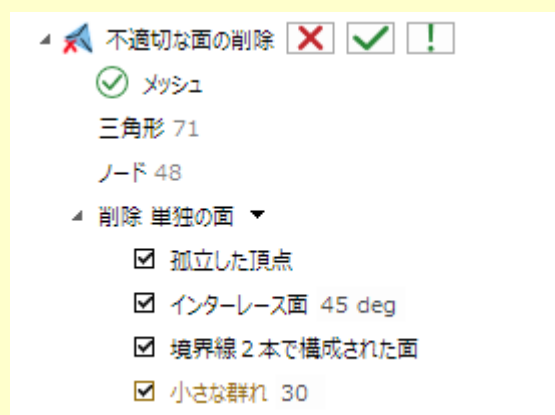 不適切な面の削除
メッシュ
三角形 71
ノード 48
削除 単独の面
孤立した頂点
インターレース面 45 deg
境界線2本で構成された面
小さな群れ 30